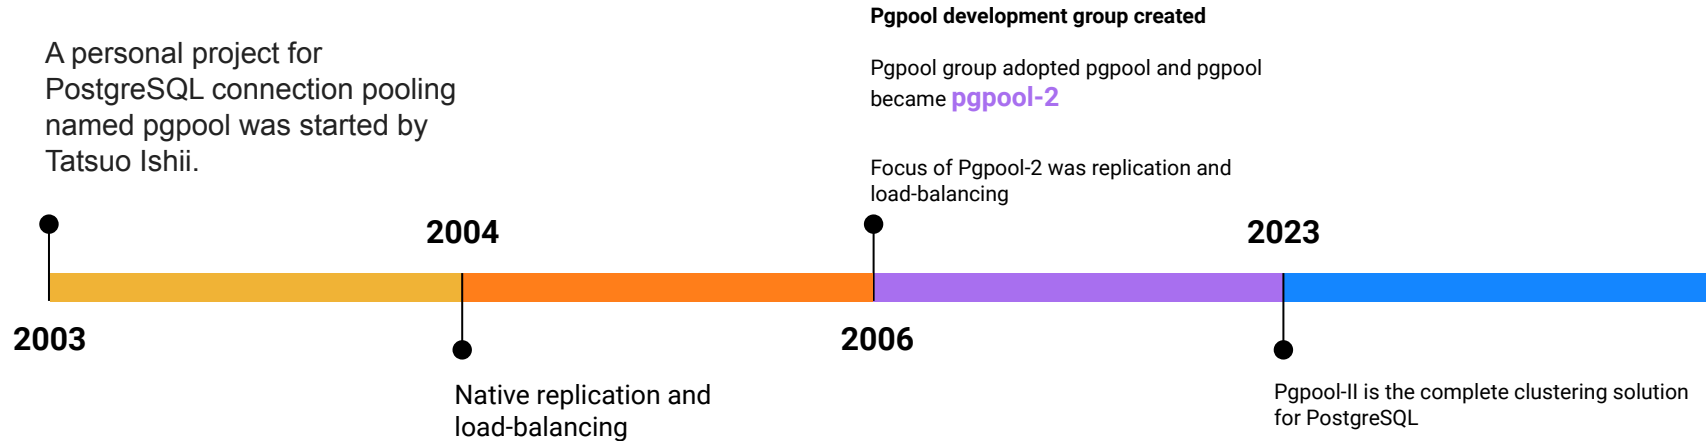 A personal project for
PostgreSQL connection pooling
named pgpool was started by
Tatsuo Ishii.
2003
2004
Native replication and
load-balancing
Pgpool development group created
Pgpool group adopted pgpool and pgpool
became pgpool-2
Focus of Pgpool-2 was replication and
load-balancing
2006
2023
Pgpool-II is the complete clustering solution
for PostgreSQL